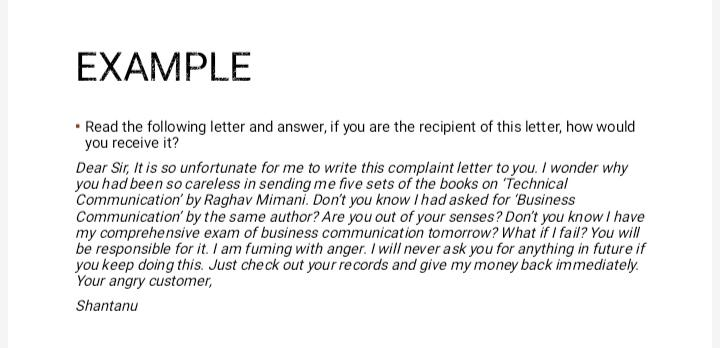 EXAMPLE
▪ Read the following letter and answer, if you are the recipient of this letter, how would
you receive it?
Dear Sir, It is so unfortunate for me to write this complaint letter to you. I wonder why
you had been so careless in sending me five sets of the books on ‘Technical
Communication’ by Raghav Mimani. Don’t you know I had asked for ‘Business
Communication’ by the same author? Are you out of your senses? Don’t you know I have
my comprehensive exam of business communication tomorrow? What if I fail? You will
be responsible for it. I am fuming with anger. I will never ask you for anything in future if
you keep doing this. Just check out your records and give my money back immediately.
Your angry customer,
Shantanu